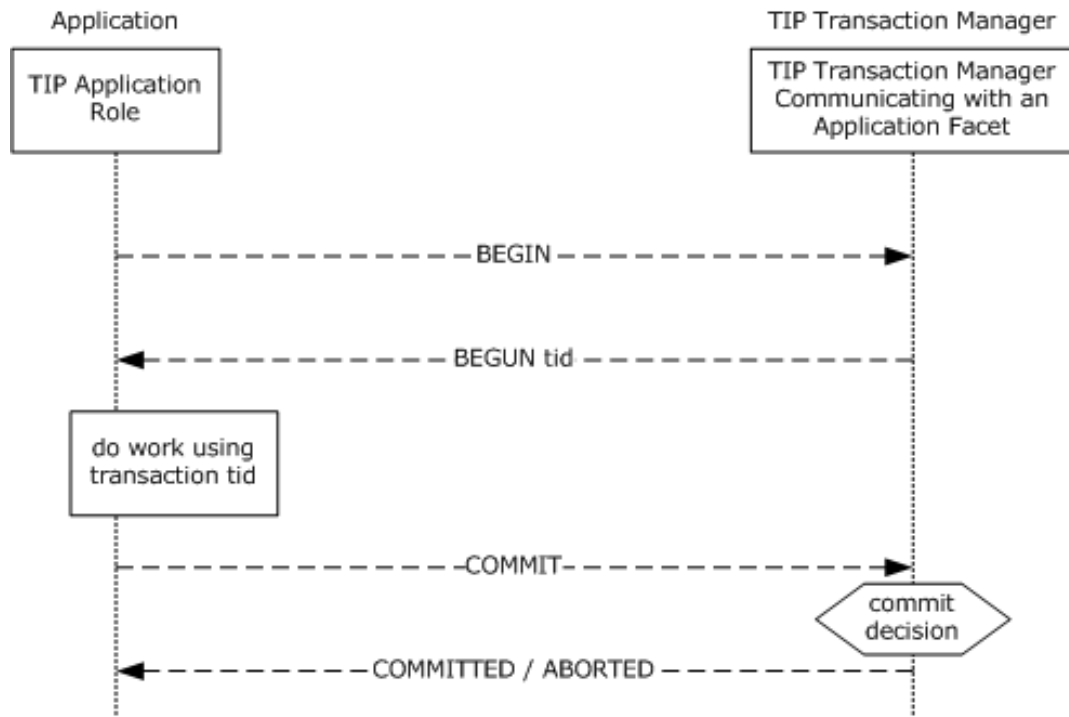 Application
TIP Transaction Manager
TIP Application
Role
TIP Transaction Manager
Communicating with an
Application Facet
BEGIN
BEGUN tid
do work using
transaction tid
COMMIT
commit
decision
COMMITTED / ABORTED